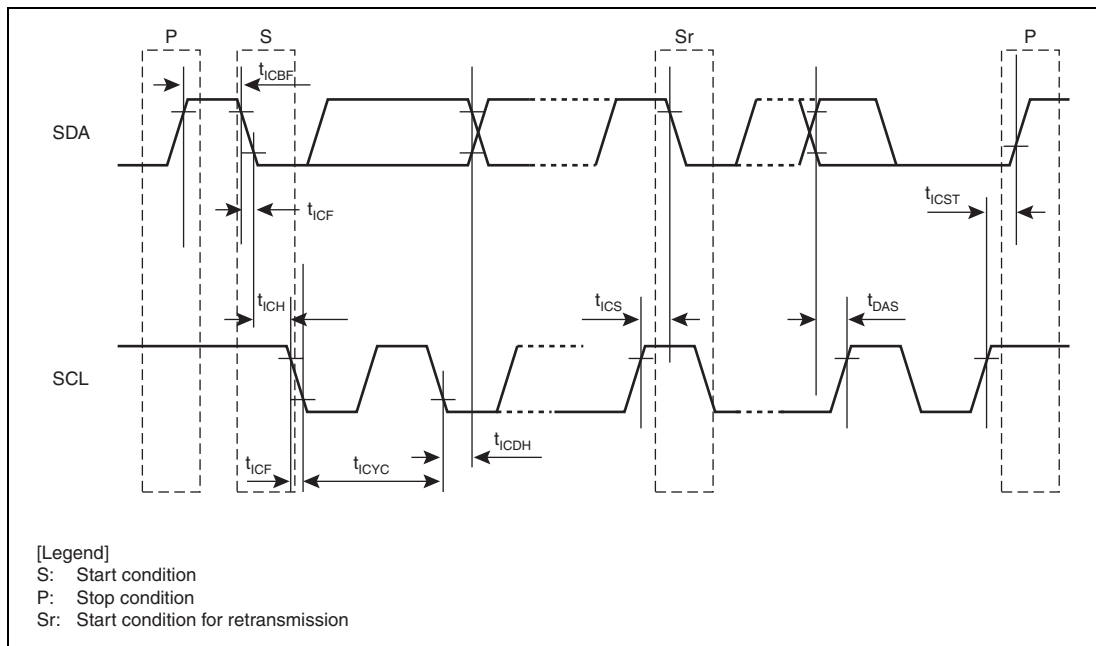 P S Sr P
tICBF
SDA
tICF
tICST
tICH tICS tDAS
SCL
tICDH
tICF tICYC
[Legend]
S: Start condition
P: Stop condition
Sr: Start condition for retransmission